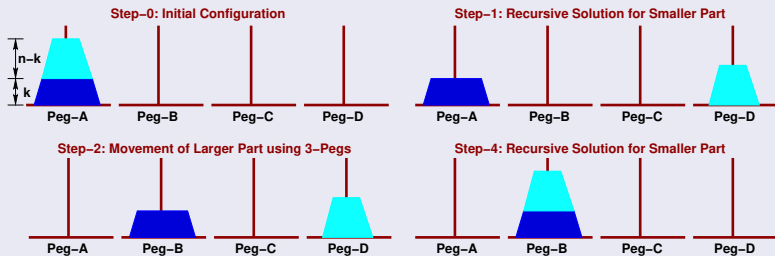 Step-0: Initial Configuration
n-k
k
Peg-A Peg-B Peg-C Peg-D
Step-1: Recursive Solution for Smaller Part
Peg-A Peg-B Peg-C Peg-D
Step-2: Movement of Larger Part using 3-Pegs
Peg-A Peg-B Peg-C Peg-D
Step-4: Recursive Solution for Smaller Part
Peg-A Peg-B Peg-C Peg-D